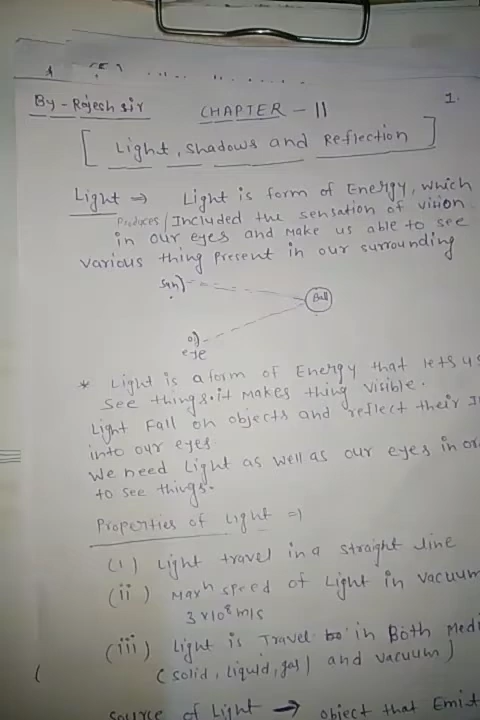 By - Rajesh sir
CHAPTER - 11
1.
[ Light, shadows and Reflection ]
Light ⇒ Light is form of Energy, which
Produces / Included the sensation of vision
in our eyes and make us able to see
various thing present in our surrounding
Sun
Ball
eye
* Light is a form of Energy that lets us
see things. it makes thing visible.
Light Fall on objects and reflect their
into our eyes.
We need Light as well as our eyes in
to see things.
Properties of Light ⇒
(i) Light travel in a straight line
(ii) Maxm speed of Light in vacuum
3 x 10⁸ m/s
(iii) Light is Travel in Both Medi
(solid, liquid, gas) and vacuum)
Source of Light → object that Emit